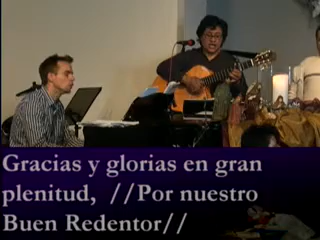 Gracias y glorias en gran
plenitud, //Por nuestro
Buen Redentor//